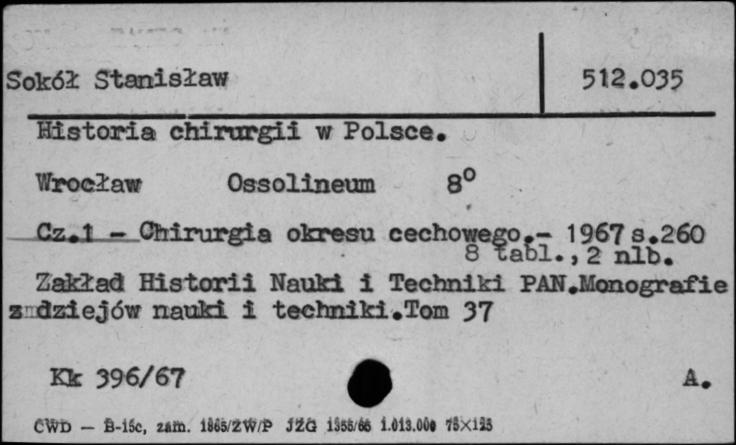 Sokół Stanisław 512.035
Historia chirurgii w Polsce.
Wrocław Ossolineum 8°
Cz.1 - Chirurgia okresu cechowego.- 1967 s.260
8 tabl., 2 nlb.
Zakład Historii Nauki i Techniki PAN.Monografie
z dziejów nauki i techniki.Tom 37
Kk 396/67 A.
CWD — B-15c, zam. 1865/ZW/P JZG 1355/66 1.013.000 75×125